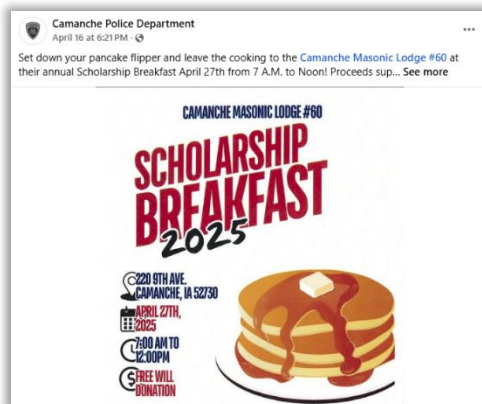 Camanche Police Department
April 16 at 6:21 PM ·
Set down your pancake flipper and leave the cooking to the Camanche Masonic Lodge #60 at
their annual Scholarship Breakfast April 27th from 7 A.M. to Noon! Proceeds sup... See more
CAMANCHE MASONIC LODGE #60
SCHOLARSHIP
BREAKFAST
2025
220 9TH AVE.
CAMANCHE, IA 52730
APRIL 27TH,
2025
7:00 AM TO
12:00PM
FREE WILL
DONATION